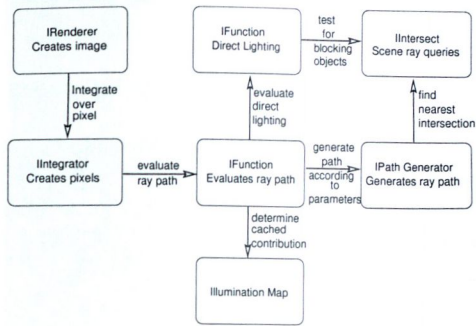 IRenderer
Creates image
Integrate
over
pixel
IIntegrator
Creates pixels
evaluate
ray path
IFunction
Direct Lighting
test
for
blocking
objects
IIntersect
Scene ray queries
evaluate
direct
lighting
find
nearest
intersection
IFunction
Evaluates ray path
generate
path
according
to
parameters
IPath Generator
Generates ray path
determine
cached
contribution
Illumination Map